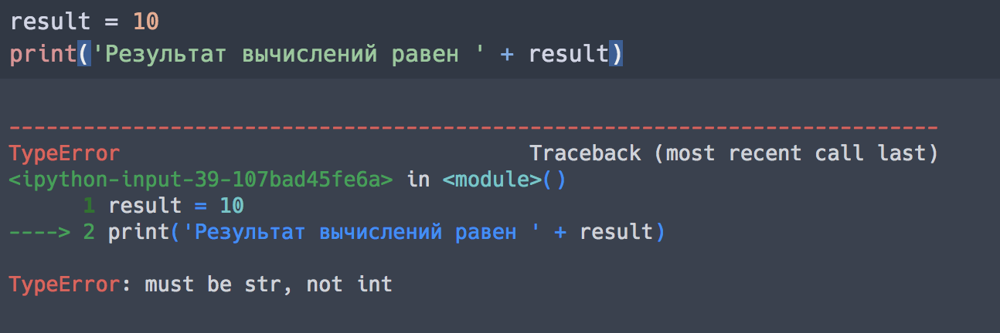 result = 10
print('Результат вычислений равен ' + result)
---------------------------------------------------------------------------
TypeError                                 Traceback (most recent call last)
<ipython-input-39-107bad45fe6a> in <module>()
      1 result = 10
----> 2 print('Результат вычислений равен ' + result)
TypeError: must be str, not int